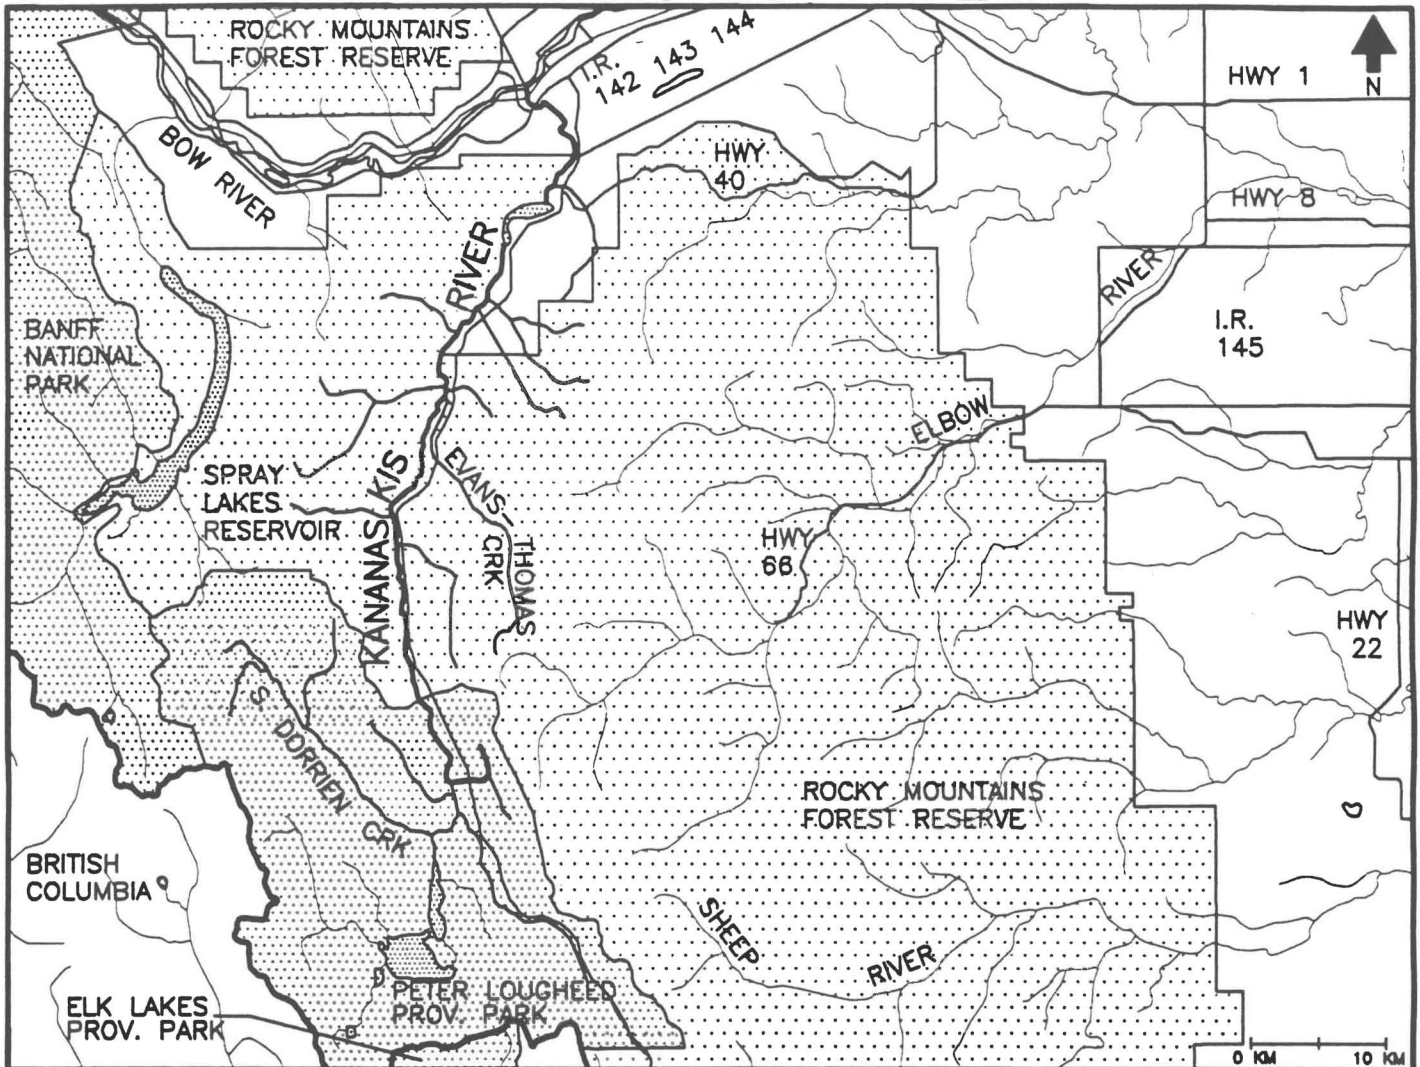 ROCKY MOUNTAINS
FOREST RESERVE
I.R.
142 143 144
HWY 1
N
BOW RIVER
HWY
40
HWY 8
RIVER
RIVER
I.R.
145
BANFF
NATIONAL
PARK
ELBOW
SPRAY
LAKES
RESERVOIR
KANANAS KIS
EVANS-
THOMAS
CRK
HWY
66
HWY
22
S DORRIEN CRK
ROCKY MOUNTAINS
FOREST RESERVE
BRITISH
COLUMBIA
SHEEP
RIVER
PETER LOUGHEED
PROV. PARK
ELK LAKES
PROV. PARK
0 KM 10 KM